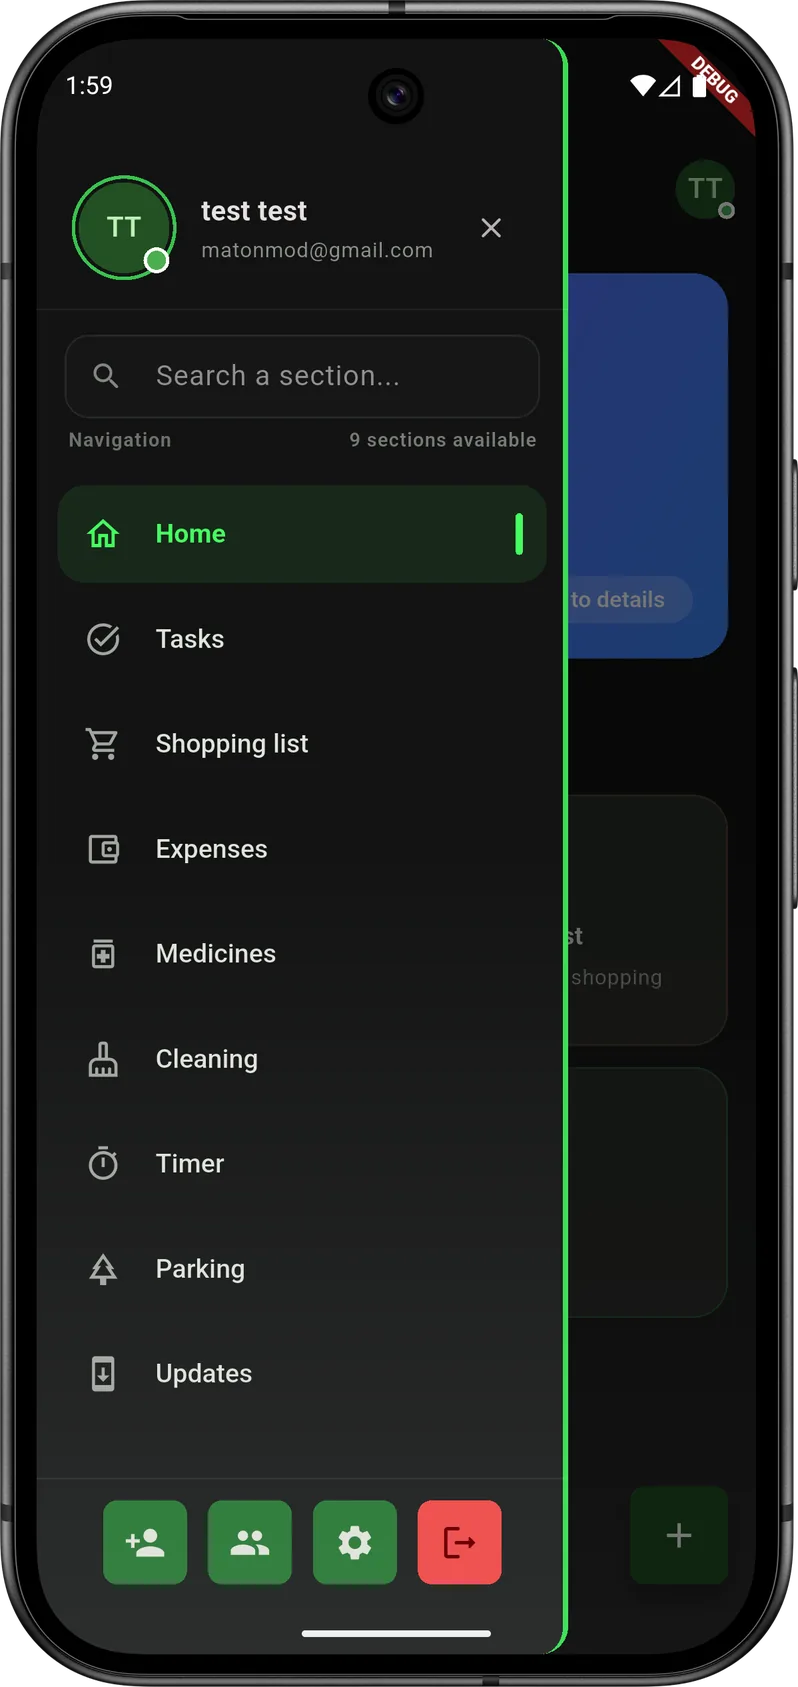 1:59
DEBUG
TT
test test
matonmod@gmail.com
TT
Search a section...
Navigation
9 sections available
Home
to details
Tasks
Shopping list
Expenses
st
Medicines
shopping
Cleaning
Timer
Parking
Updates